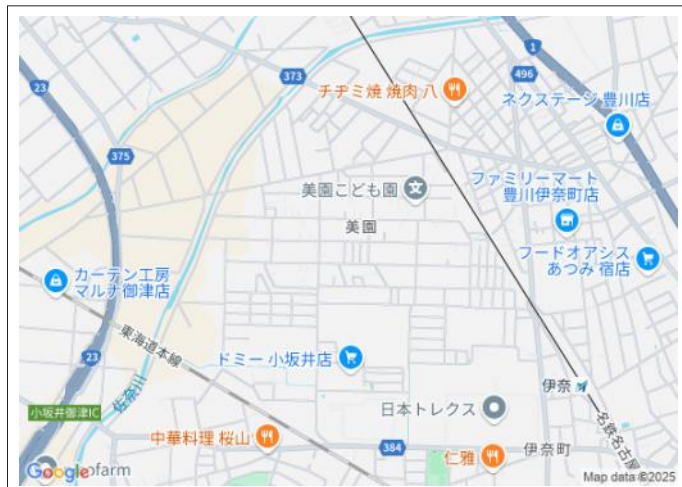 1
496
373
23
チヂミ焼 焼肉 八
ネクステージ 豊川店
375
美園こども園
ファミリーマート
豊川伊奈町店
美園
フードオアシス
あつみ 宿店
カーテン工房
マルナ御津店
東海道本線
23
佐奈川
ドミー 小坂井店
伊奈
小坂井御津IC
日本トレクス
名鉄名古屋
中華料理 桜山
384
仁雅
伊奈町
Google
farm
Map data ©2025